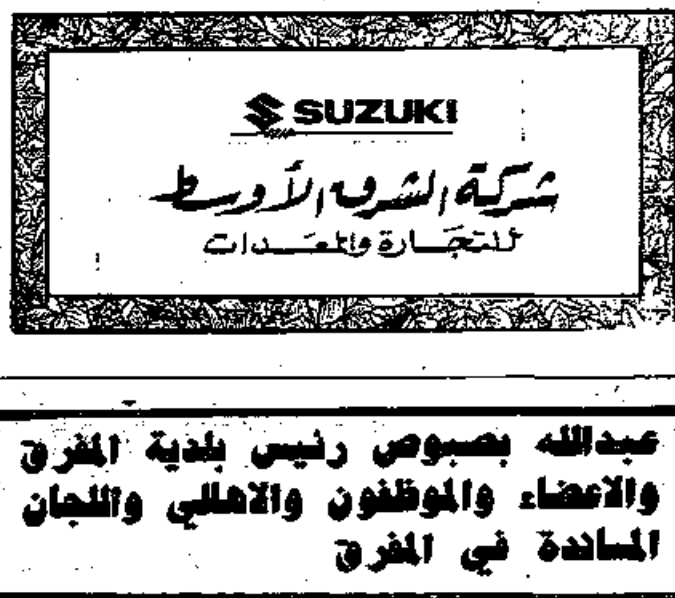 SUZUKI
شركة الشرق الأوسط
للتجارة والمعدات
عبدالله بصبوص رئيس بلدية المفرق
والاعضاء والموظفون والاهالي واللجان
المساندة في المفرق